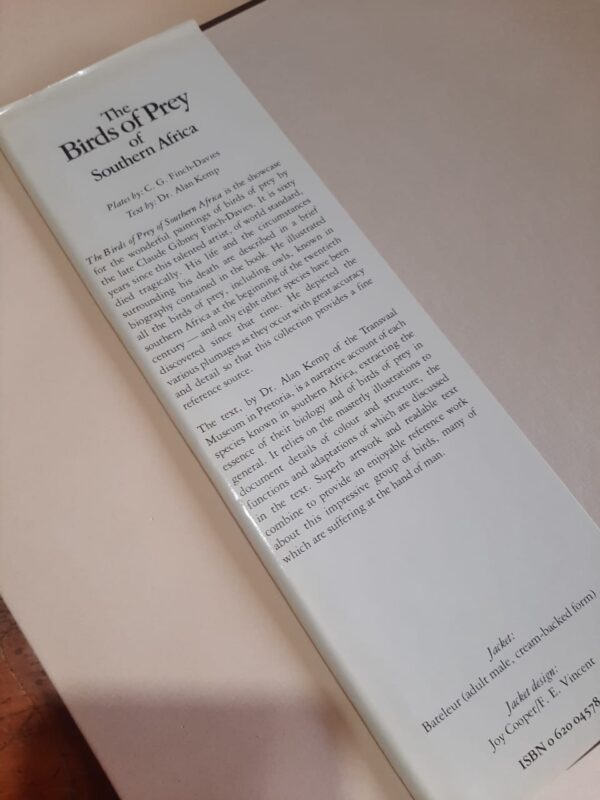 The
Birds of Prey
of
Southern Africa
Plates by: C. G. Finch-Davies
Text by: Dr. Alan Kemp
The Birds of Prey of Southern Africa is the showcase
for the wonderful paintings of birds of prey by
the late Claude Gibney Finch-Davies. It is sixty
years since this talented artist, of world standard,
died tragically. His life and the circumstances
surrounding his death are described in a brief
biography contained in the book. He illustrated
all the birds of prey, including owls, known in
southern Africa at the beginning of the twentieth
century — and only eight other species have been
discovered since that time. He depicted the
various plumages as they occur with great accuracy
and detail so that this collection provides a fine
reference source.
The text, by Dr. Alan Kemp of the Transvaal
Museum in Pretoria, is a narrative account of each
species known in southern Africa, extracting the
essence of their biology and of birds of prey in
general. It relies on the masterly illustrations to
document details of colour and structure, the
functions and adaptations of which are discussed
in the text. Superb artwork and readable text
combine to provide an enjoyable reference work
about this impressive group of birds, many of
which are suffering at the hand of man.
Jacket:
Bateleur (adult male, cream-backed form)
Jacket design:
Joy Cooper/F. E. Vincent
ISBN 0 620 04578